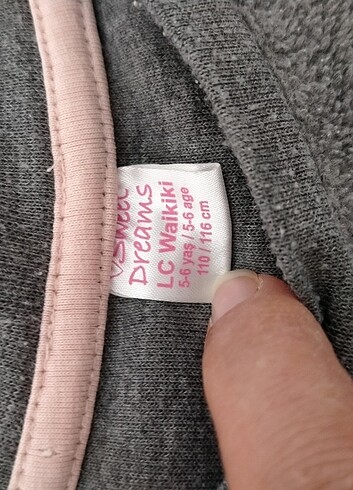 Sweet
Dreams
LC Waikiki
5-6 yaş / 5-6 age
110 / 116 cm